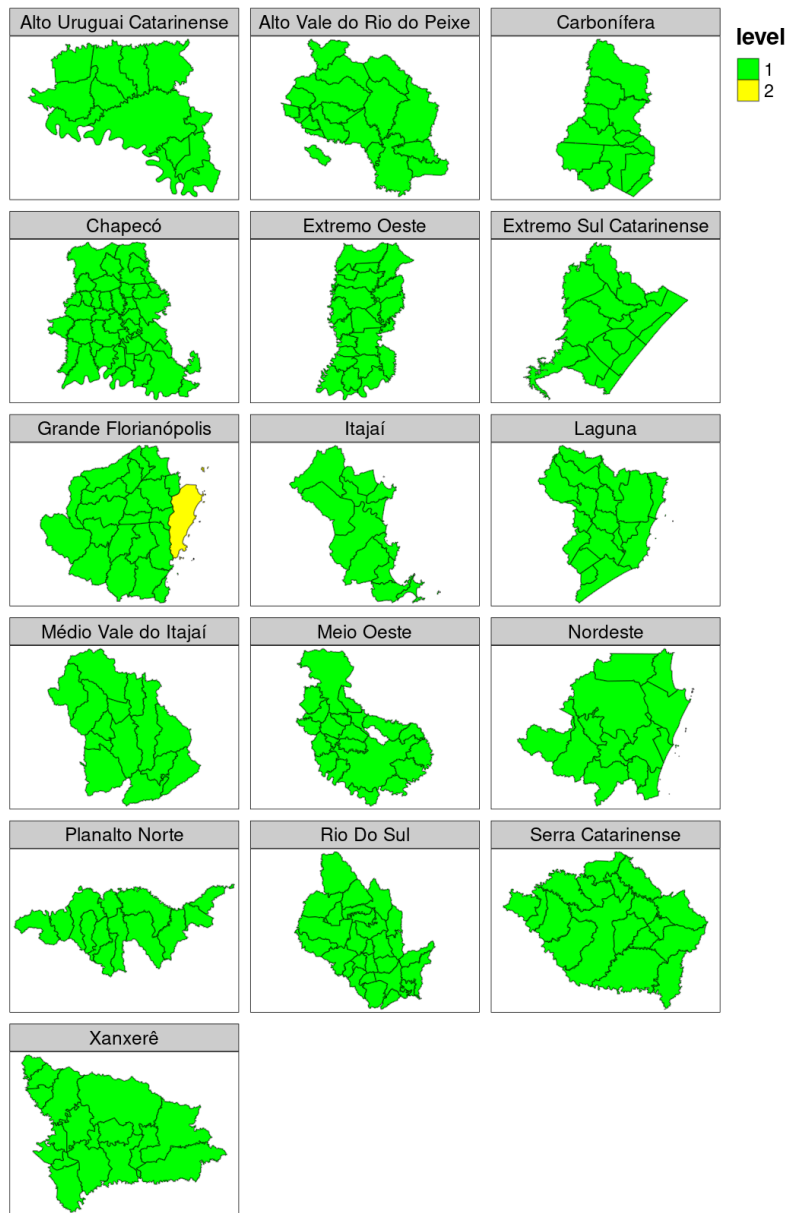 Alto Uruguai Catarinense
Alto Vale do Rio do Peixe
Carbonífera
level
1
2
Chapecó
Extremo Oeste
Extremo Sul Catarinense
Grande Florianópolis
Itajaí
Laguna
Médio Vale do Itajaí
Meio Oeste
Nordeste
Planalto Norte
Rio Do Sul
Serra Catarinense
Xanxerê